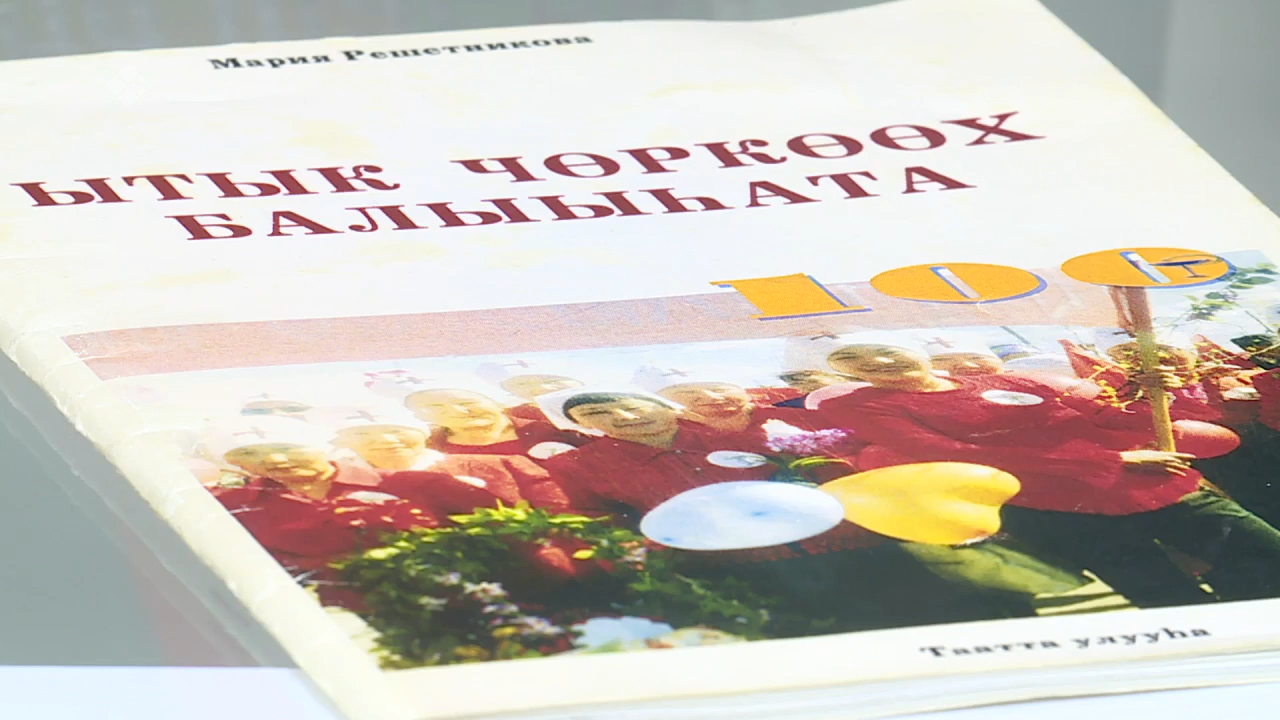 Мария Решетникова
ЫТЫК ЧӨРКӨӨХ
БАЛЫЫҺАТА
100
Таатта улууһа